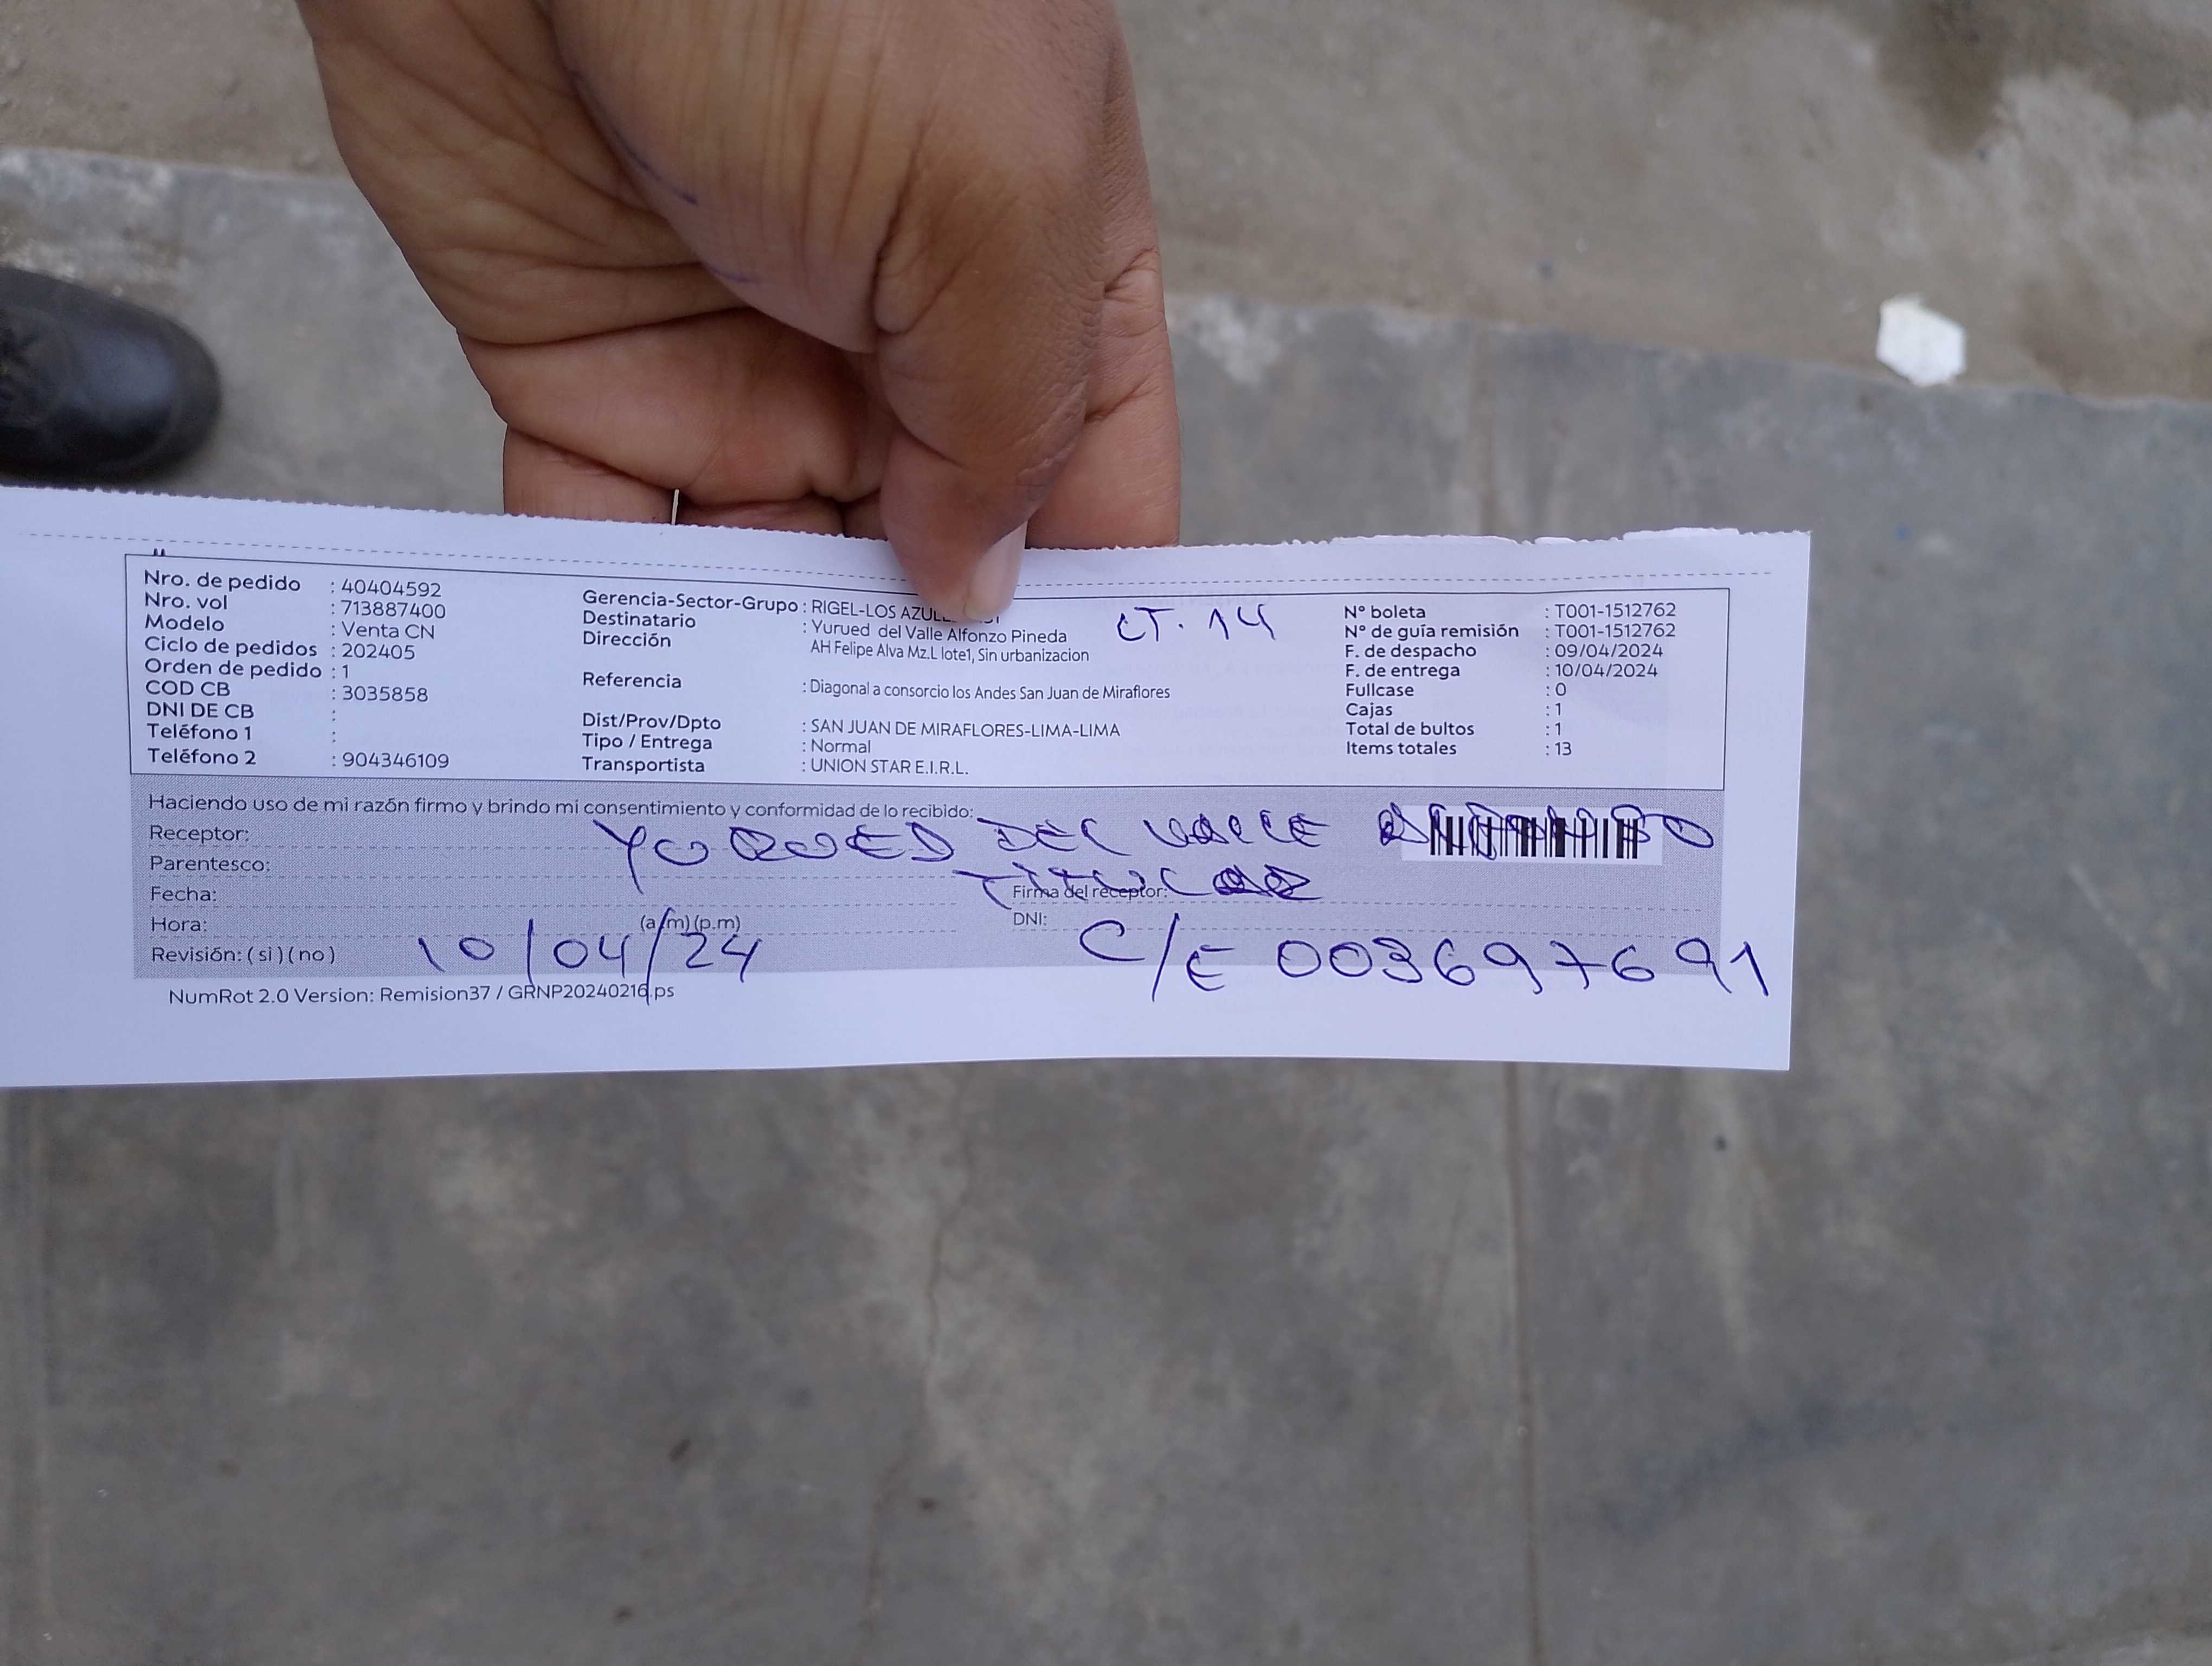 Nro. de pedido : 40404592
Nro. vol : 713887400
Modelo : Venta CN
Ciclo de pedidos : 202405
Orden de pedido : 1
COD CB : 3035858
DNI DE CB :
Teléfono 1 :
Teléfono 2 : 904346109
Gerencia-Sector-Grupo : RIGEL-LOS
Destinatario : Yurued del Valle Alfonzo Pineda
Dirección AH Felipe Alva Mz.L lote1, Sin urbanizacion
Referencia : Diagonal a consorcio los Andes San Juan de Miraflores
Dist/Prov/Dpto : SAN JUAN DE MIRAFLORES-LIMA-LIMA
Tipo / Entrega : Normal
Transportista : UNION STAR E.I.R.L.
CT. 14
N° boleta : T001-1512762
N° de guía remisión : T001-1512762
F. de despacho : 09/04/2024
F. de entrega : 10/04/2024
Fullcase : 0
Cajas : 1
Total de bultos : 1
Items totales : 13
Haciendo uso de mi razón firmo y brindo mi consentimiento y conformidad de lo recibido:
Receptor: DEL VALLE
Parentesco: TITULAR
Fecha:
Firma del receptor:
Hora: (a.m) (p.m)
DNI:
Revisión: ( si ) ( no ) 10/04/24
C/E 003697691
NumRot 2.0 Version: Remision37 / GRNP20240216.ps